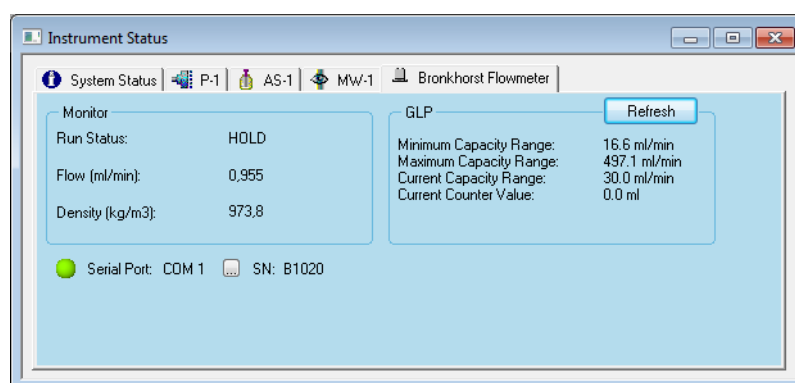 Instrument Status
System Status P-1 AS-1 MW-1 Bronkhorst Flowmeter
Monitor
Run Status: HOLD
Flow (ml/min): 0,955
Density (kg/m3): 973,8
GLP
Refresh
Minimum Capacity Range: 16.6 ml/min
Maximum Capacity Range: 497.1 ml/min
Current Capacity Range: 30.0 ml/min
Current Counter Value: 0.0 ml
Serial Port: COM 1 ... SN: B1020